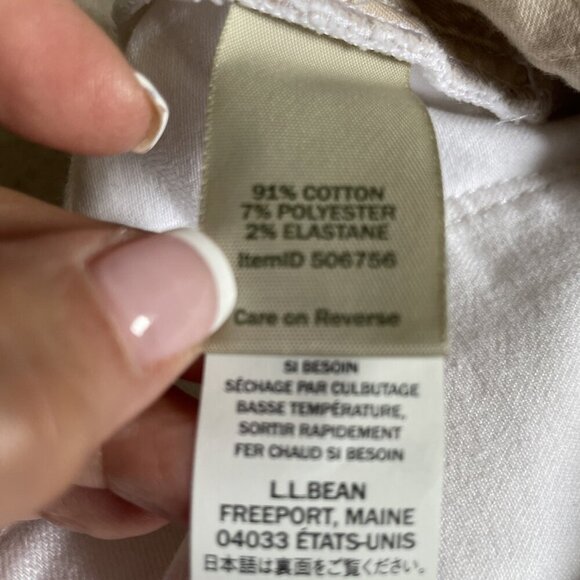 91% COTTON
7% POLYESTER
2% ELASTANE
ItemID 506756
Care on Reverse
SI BESOIN
SÉCHAGE PAR CULBUTAGE
BASSE TEMPÉRATURE,
SORTIR RAPIDEMENT
FER CHAUD SI BESOIN
L.L.BEAN
FREEPORT, MAINE
04033 ÉTATS-UNIS
日本語は裏面をご覧ください。